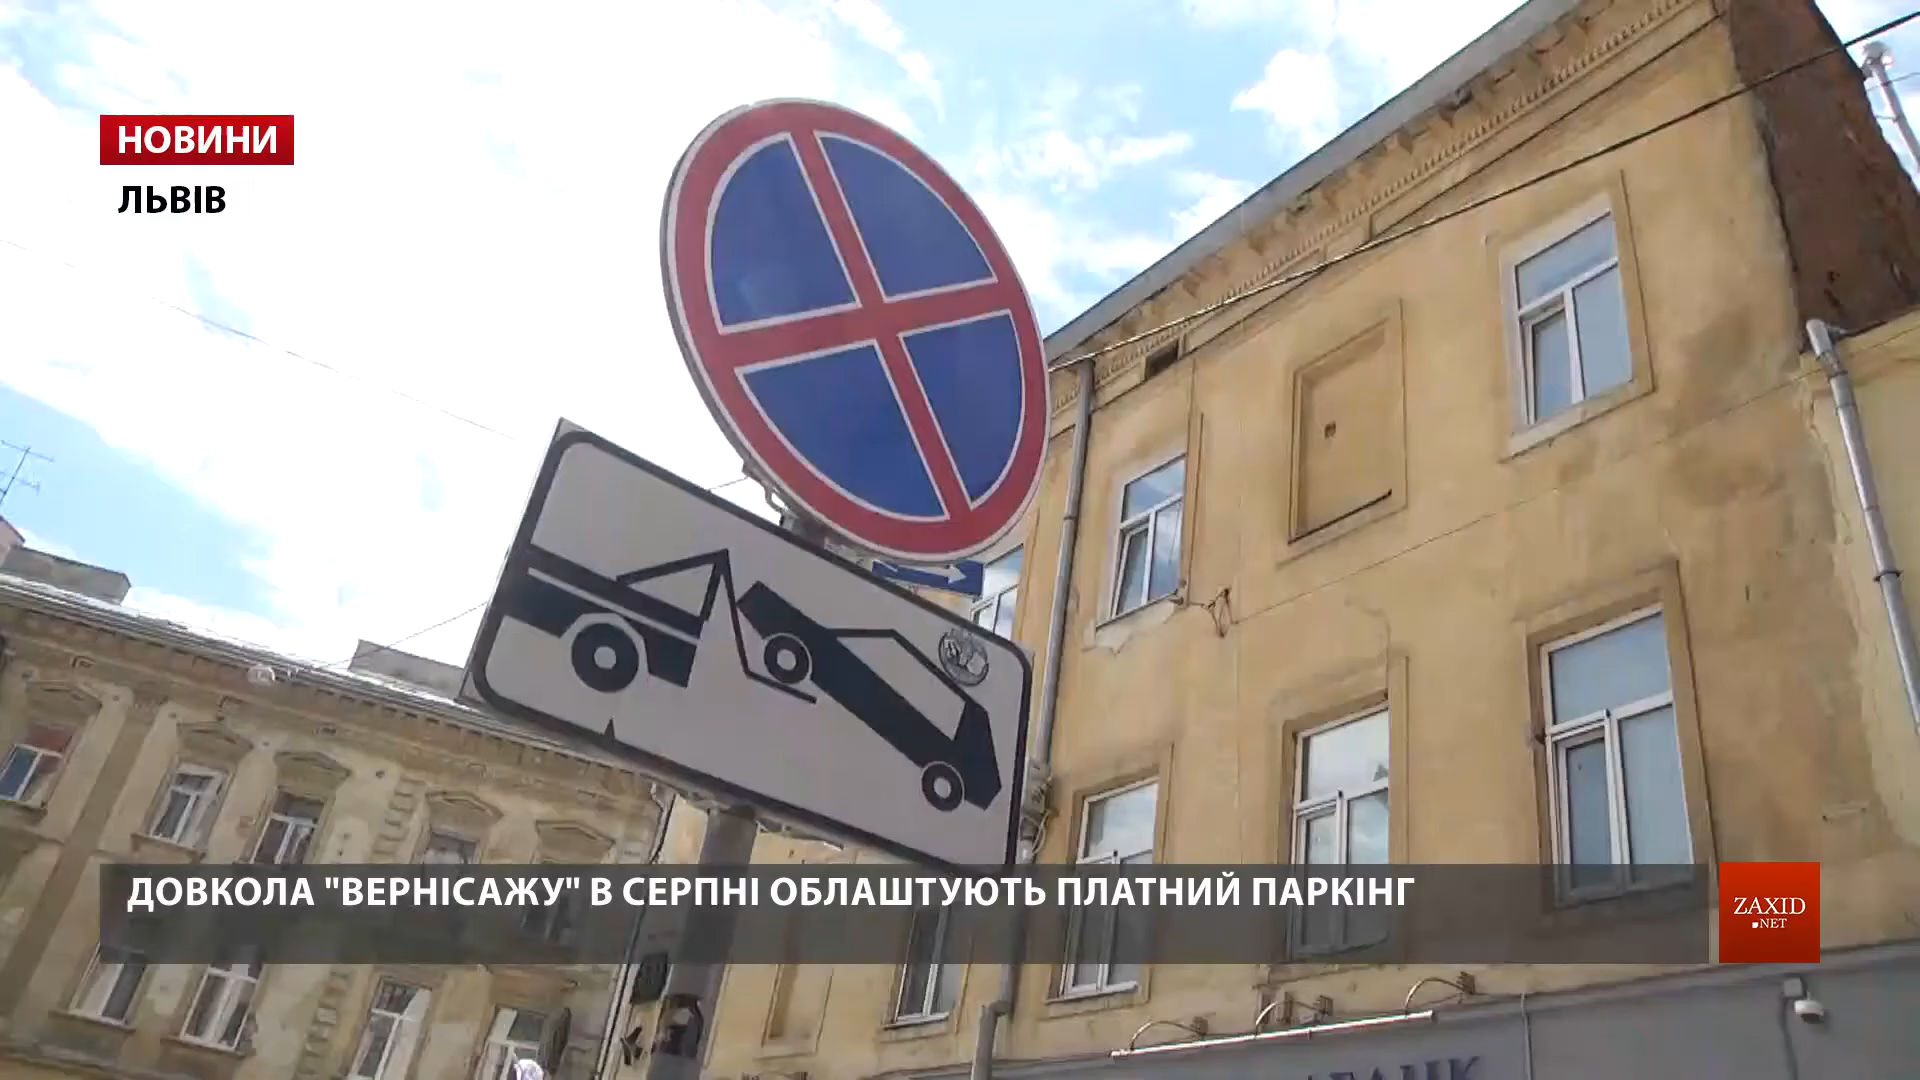 НОВИНИ
ЛЬВІВ
ДОВКОЛА "ВЕРНІСАЖУ" В СЕРПНІ ОБЛАШТУЮТЬ ПЛАТНИЙ ПАРКІНГ
ZAXID
.NET